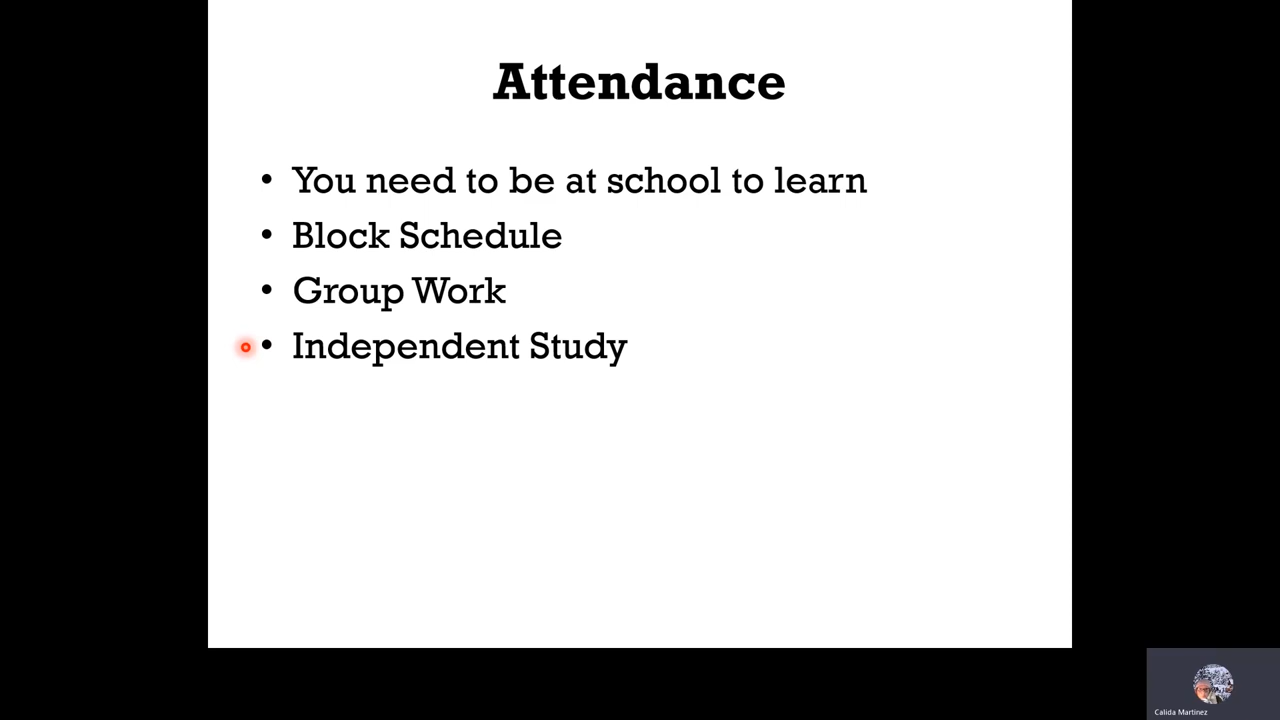 Attendance
• You need to be at school to learn
• Block Schedule
• Group Work
• Independent Study
Calida Martinez